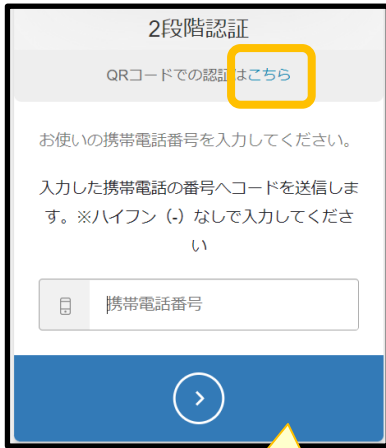 2段階認証
QRコードでの認証はこちら
お使いの携帯電話番号を入力してください。
入力した携帯電話の番号へコードを送信しま
す。※ハイフン（-）なしで入力してくださ
い
携帯電話番号